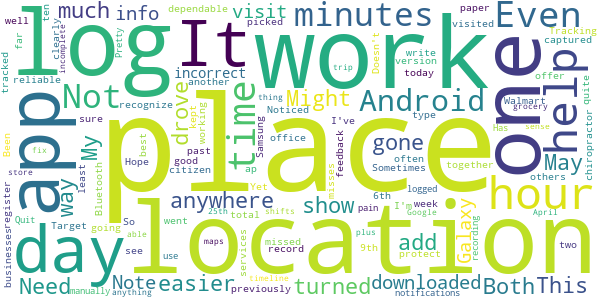 well
far
tracked
reliable
much
info
Pretty
clearly
ten
incomplete
dependable
picked
visit
minutes
Even
paper
visited
Doesn't
write
version
today
Tracking
captured
offer
quite
log
It
work
one
incorrect
another
recognize
Not
drove
kept
working
time
Might
trip
Android
type
Has
Walmart
grocery
sense
help
chiropractor
app
place
sure
My
way
Bluetooth
least
Hope
past
best
good
citizen
thing
Noticed
Samsung
office
ap
I've
feedback
misses
gone
often
Sometimes
together
6th
May
others
Been
fix
store
register
businesses
Quit
Target
going
anywhere
Yet
show
add
logged
pain
I'm
week
Google
Galaxy
recording
hour
April
two
day
location
So
able
see
went
use
25th
total
shifts
maps
missed
record
services
plus
9th
protect
Need
manually
anything
Note
easier
previously
timeline
turned
downloaded
notifications
Both
This